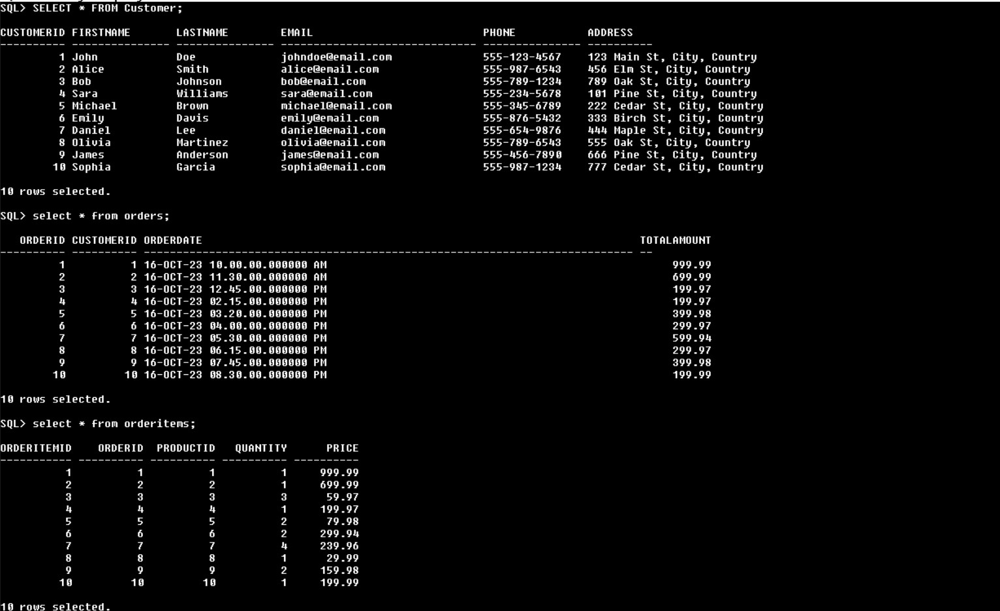 SQL> SELECT * FROM Customer;
CUSTOMERID FIRSTNAME LASTNAME EMAIL PHONE ADDRESS
---------- --------------- --------------- ------------------------------ --------------- ----------
1 John Doe johndoe@email.com 555-123-4567 123 Main St, City, Country
2 Alice Smith alice@email.com 555-987-6543 456 Elm St, City, Country
3 Bob Johnson bob@email.com 555-789-1234 789 Oak St, City, Country
4 Sara Williams sara@email.com 555-234-5678 101 Pine St, City, Country
5 Michael Brown michael@email.com 555-345-6789 222 Cedar St, City, Country
6 Emily Davis emily@email.com 555-876-5432 333 Birch St, City, Country
7 Daniel Lee daniel@email.com 555-654-9876 444 Maple St, City, Country
8 Olivia Martinez olivia@email.com 555-789-6543 555 Oak St, City, Country
9 James Anderson james@email.com 555-456-7890 666 Pine St, City, Country
10 Sophia Garcia sophia@email.com 555-987-1234 777 Cedar St, City, Country
10 rows selected.
SQL> select * from orders;
ORDERID CUSTOMERID ORDERDATE TOTALAMOUNT
---------- ---------- --------------------------------------------------------------------------- --
1 1 16-OCT-23 10.00.00.000000 AM 999.99
2 2 16-OCT-23 11.30.00.000000 AM 699.99
3 3 16-OCT-23 12.45.00.000000 PM 199.97
4 4 16-OCT-23 02.15.00.000000 PM 199.97
5 5 16-OCT-23 03.20.00.000000 PM 399.98
6 6 16-OCT-23 04.00.00.000000 PM 299.97
7 7 16-OCT-23 05.30.00.000000 PM 599.94
8 8 16-OCT-23 06.15.00.000000 PM 299.97
9 9 16-OCT-23 07.45.00.000000 PM 399.98
10 10 16-OCT-23 08.30.00.000000 PM 199.99
10 rows selected.
SQL> select * from orderitems;
ORDERITEMID ORDERID PRODUCTID QUANTITY PRICE
----------- ---------- ---------- ---------- ----------
1 1 1 1 999.99
2 2 2 1 699.99
3 3 3 3 59.97
4 4 4 1 199.97
5 5 5 2 79.98
6 6 6 2 299.94
7 7 7 4 239.96
8 8 8 1 29.99
9 9 9 2 159.98
10 10 10 1 199.99
10 rows selected.